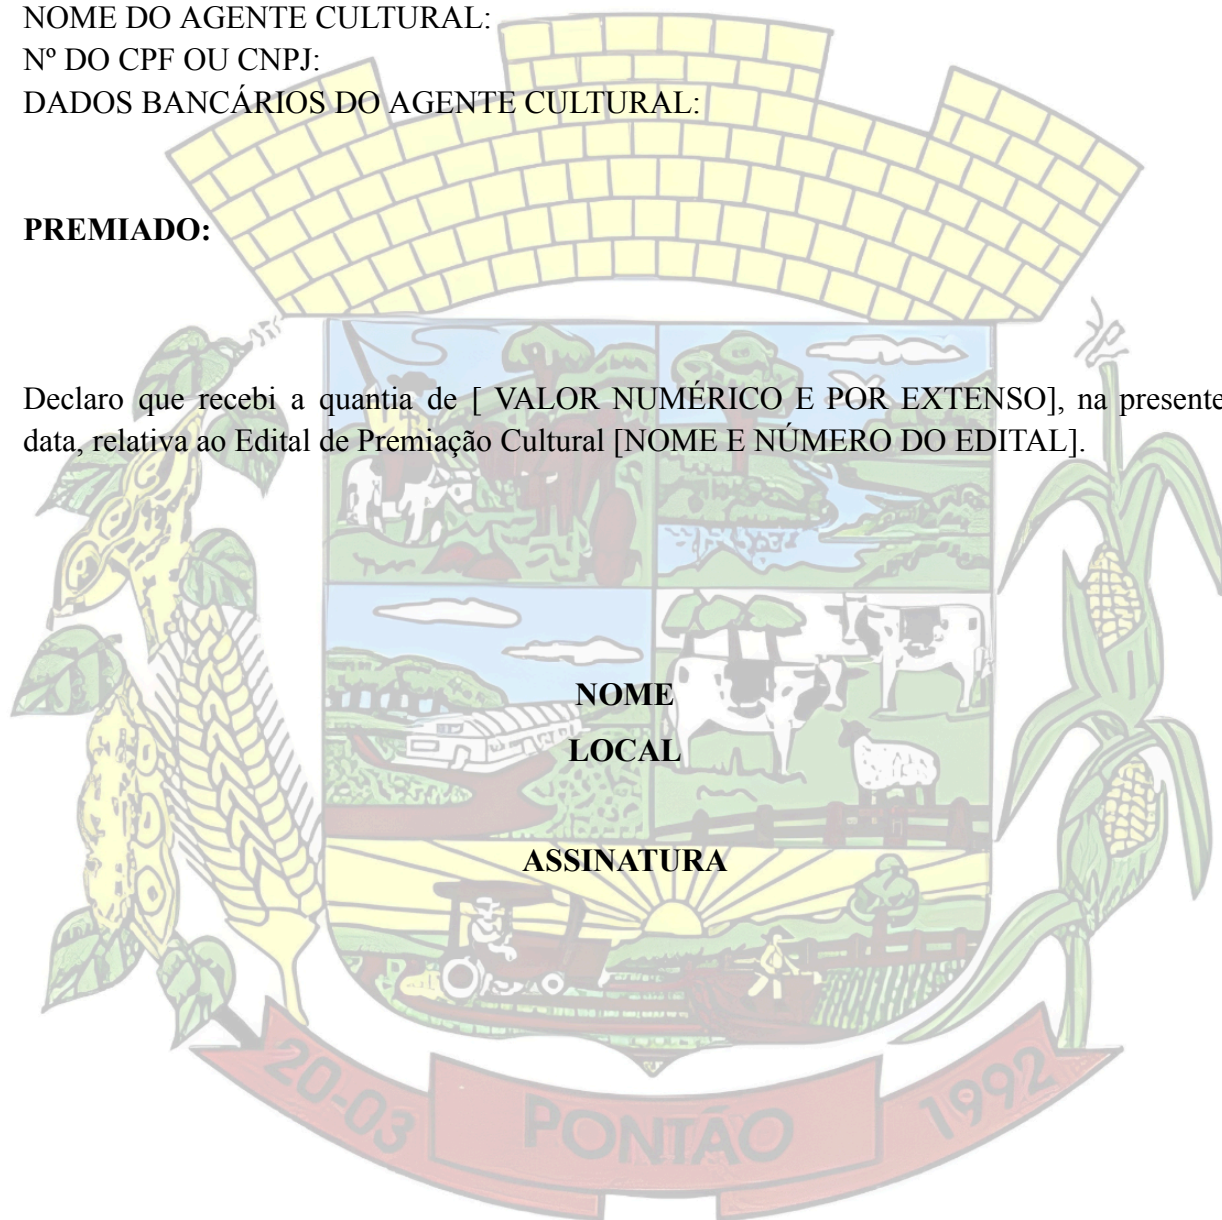 NOME DO AGENTE CULTURAL:
Nº DO CPF OU CNPJ:
DADOS BANCÁRIOS DO AGENTE CULTURAL:
PREMIADO:
Declaro que recebi a quantia de [ VALOR NUMÉRICO E POR EXTENSO], na presente
data, relativa ao Edital de Premiação Cultural [NOME E NÚMERO DO EDITAL].
NOME
LOCAL
ASSINATURA
20-03
PONTÃO
1992